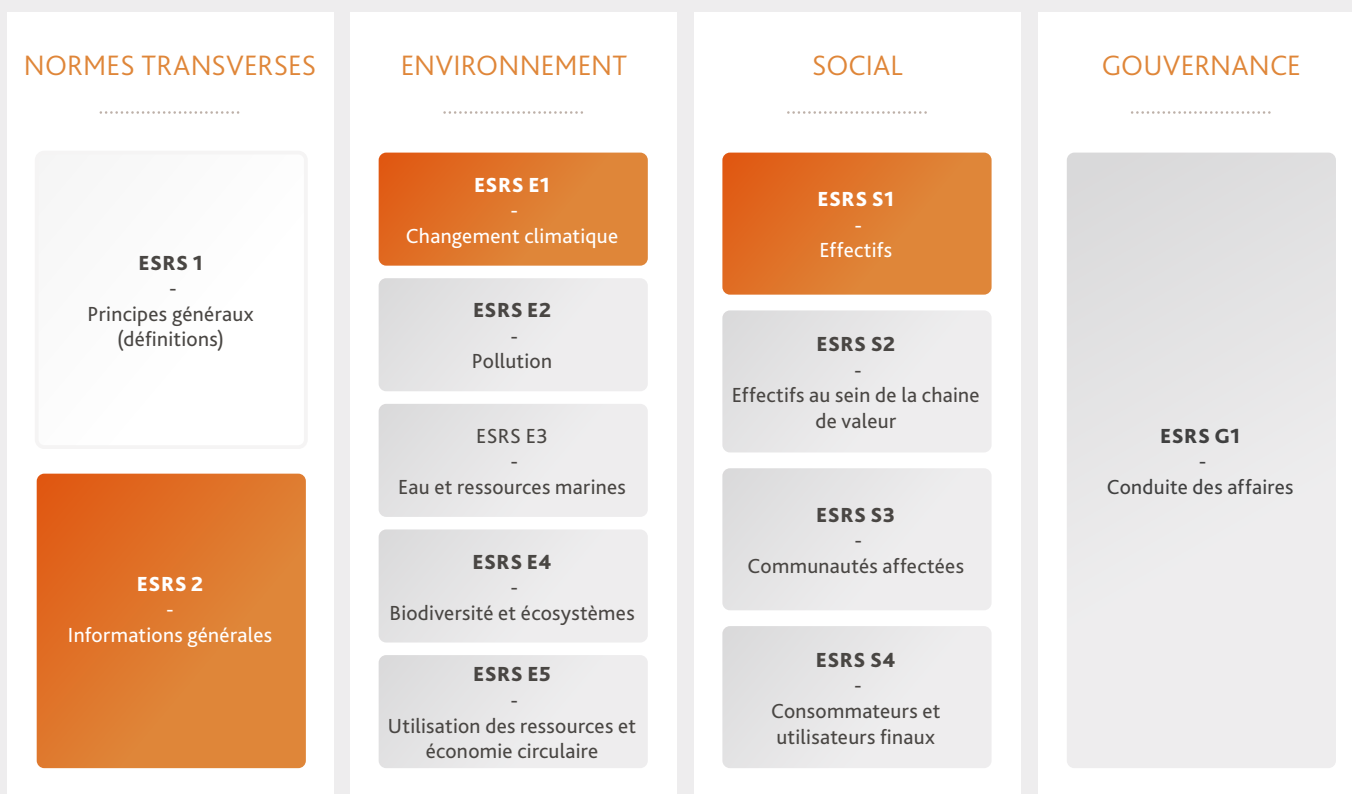 NORMES TRANSVERSES
ESRS 1
-
Principes généraux
(définitions)
ESRS 2
-
Informations générales
ENVIRONNEMENT
ESRS E1
-
Changement climatique
ESRS E2
-
Pollution
ESRS E3
-
Eau et ressources marines
ESRS E4
-
Biodiversité et écosystèmes
ESRS E5
-
Utilisation des ressources et
économie circulaire
SOCIAL
ESRS S1
-
Effectifs
ESRS S2
-
Effectifs au sein de la chaine
de valeur
ESRS S3
-
Communautés affectées
ESRS S4
-
Consommateurs et
utilisateurs finaux
GOUVERNANCE
ESRS G1
-
Conduite des affaires